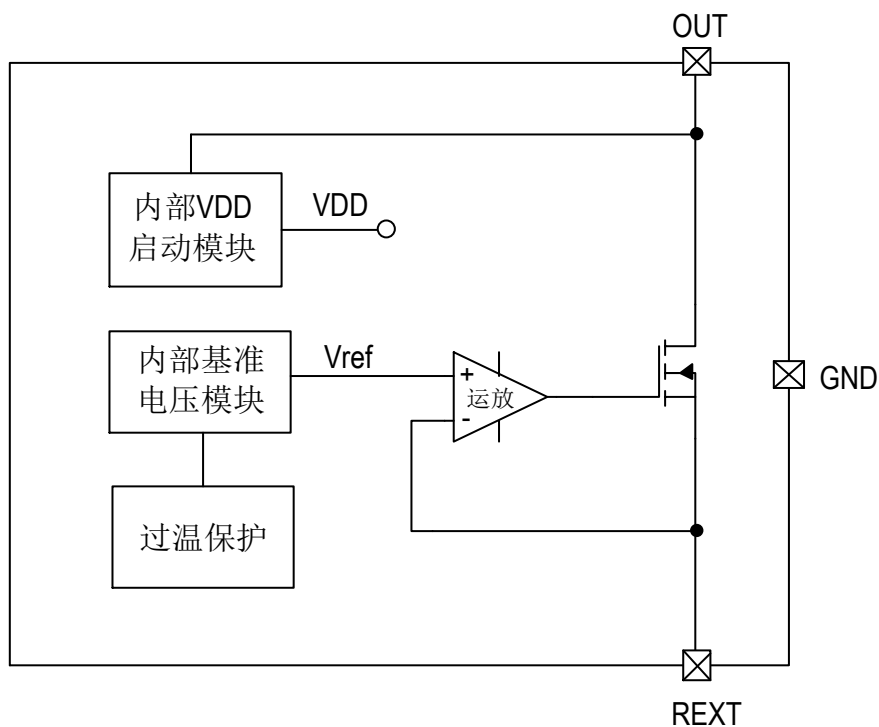 OUT
内部VDD
启动模块
VDD
内部基准
电压模块
Vref
+
运放
-
GND
过温保护
REXT